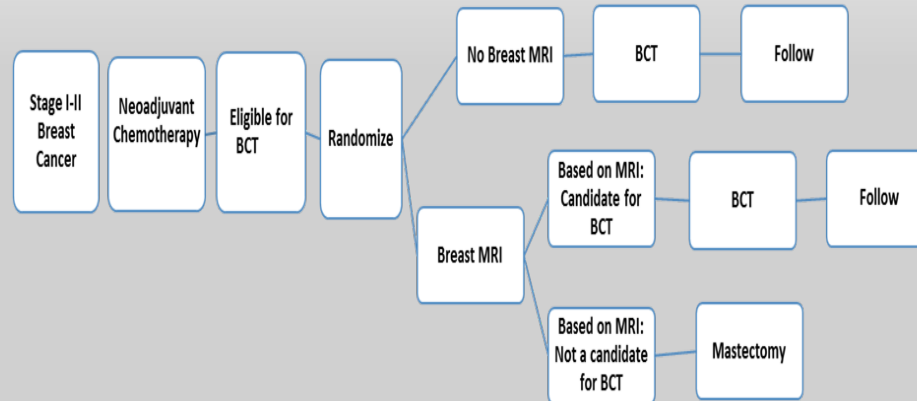 Stage I-II
Breast
Cancer
Neoadjuvant
Chemotherapy
Eligible for
BCT
Randomize
No Breast MRI
BCT
Follow
Breast MRI
Based on MRI:
Candidate for
BCT
BCT
Follow
Based on MRI:
Not a candidate
for BCT
Mastectomy